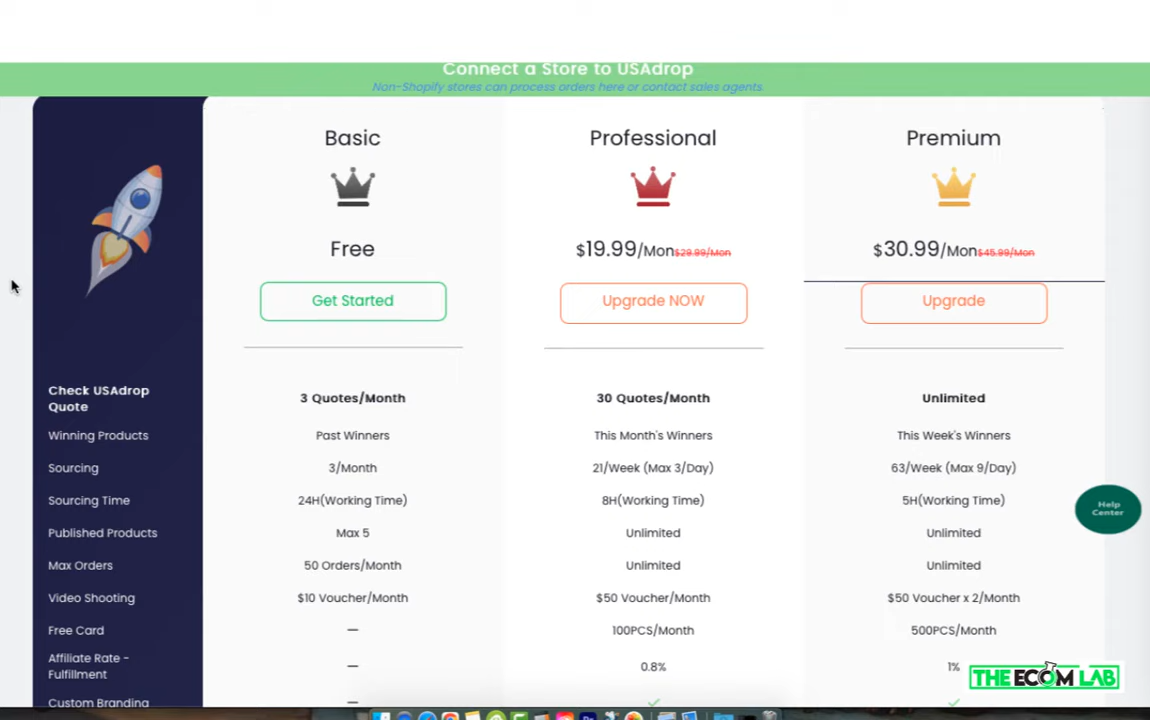 Connect a Store to USAdrop
Non-Shopify stores can process orders here or contact sales agents
Basic Professional Premium
Free $19.99/Mon$29.99/Mon $30.99/Mon$45.99/Mon
Get Started Upgrade NOW Upgrade
Check USAdrop
Quote 3 Quotes/Month 30 Quotes/Month Unlimited
Winning Products Past Winners This Month's Winners This Week's Winners
Sourcing 3/Month 21/Week (Max 3/Day) 63/Week (Max 9/Day)
Sourcing Time 24H(Working Time) 8H(Working Time) 5H(Working Time)
Published Products Max 5 Unlimited Unlimited
Max Orders 50 Orders/Month Unlimited Unlimited
Video Shooting $10 Voucher/Month $50 Voucher/Month $50 Voucher x 2/Month
Free Card — 100PCS/Month 500PCS/Month
Affiliate Rate -
Fulfillment — 0.8% 1%
Custom Branding —
Help
Center
THE ECOM LAB